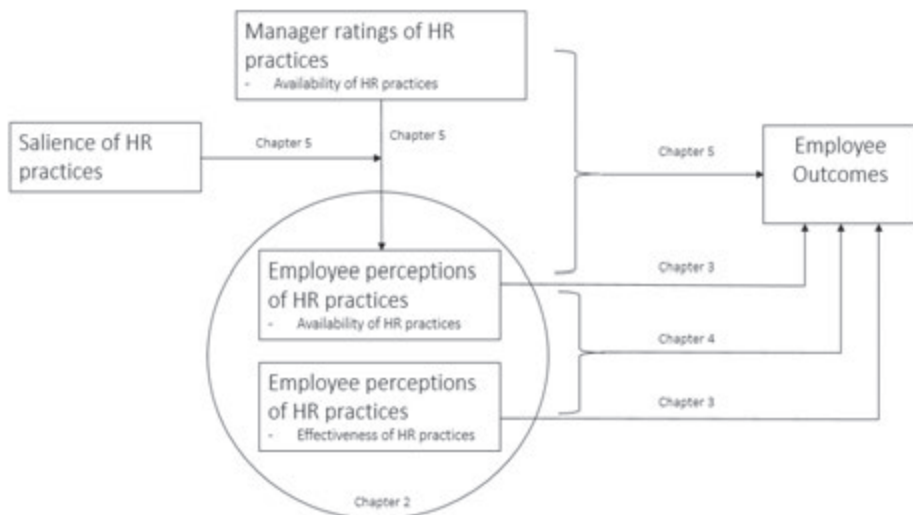 Manager ratings of HR
practices
- Availability of HR practices
Salience of HR
practices
Chapter 5
Chapter 5
Chapter 5
Employee
Outcomes
Employee perceptions
of HR practices
- Availability of HR practices
Chapter 3
Chapter 4
Employee perceptions
of HR practices
- Effectiveness of HR practices
Chapter 3
Chapter 2